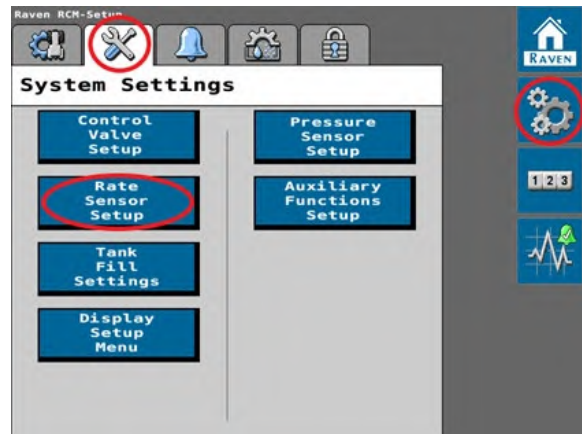 Raven RCM-Setup
System Settings
Control
Valve
Setup
Pressure
Sensor
Setup
Rate
Sensor
Setup
Auxiliary
Functions
Setup
Tank
Fill
Settings
Display
Setup
Menu
RAVEN
1 2 3